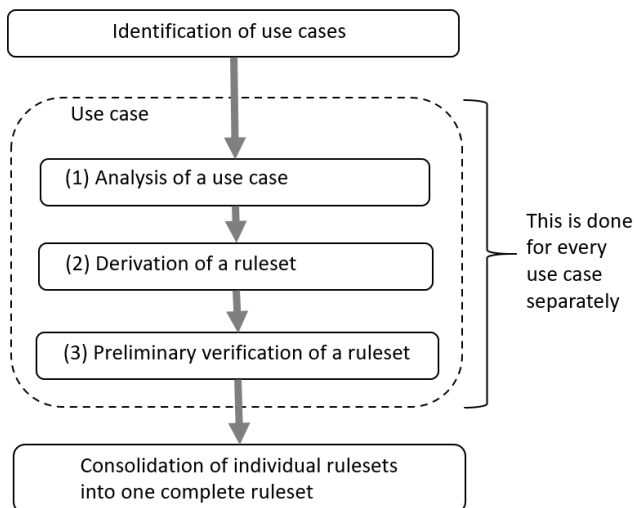 Identification of use cases
Use case
(1) Analysis of a use case
(2) Derivation of a ruleset
(3) Preliminary verification of a ruleset
This is done
for every
use case
separately
Consolidation of individual rulesets
into one complete ruleset